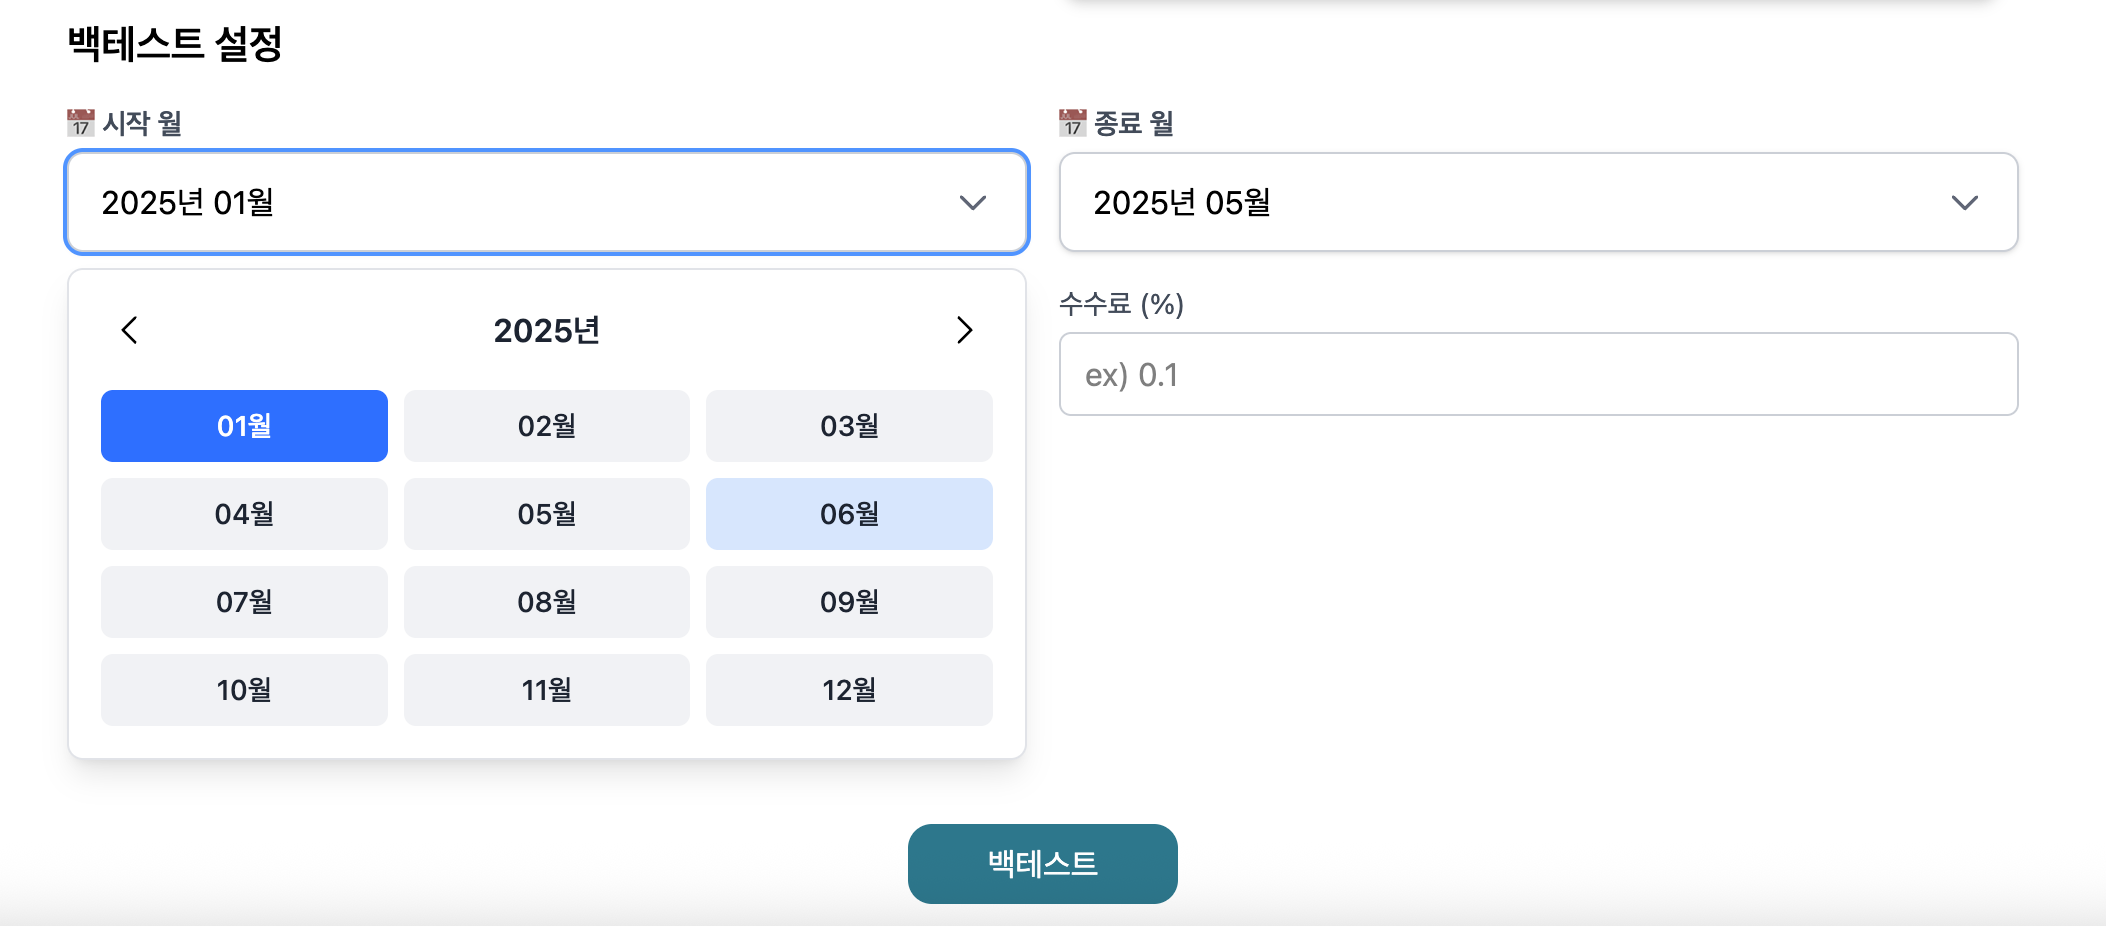 백테스트 설정
📅 시작 월
2025년 01월
2025년
01월 02월 03월
04월 05월 06월
07월 08월 09월
10월 11월 12월
📅 종료 월
2025년 05월
수수료 (%)
ex) 0.1
백테스트